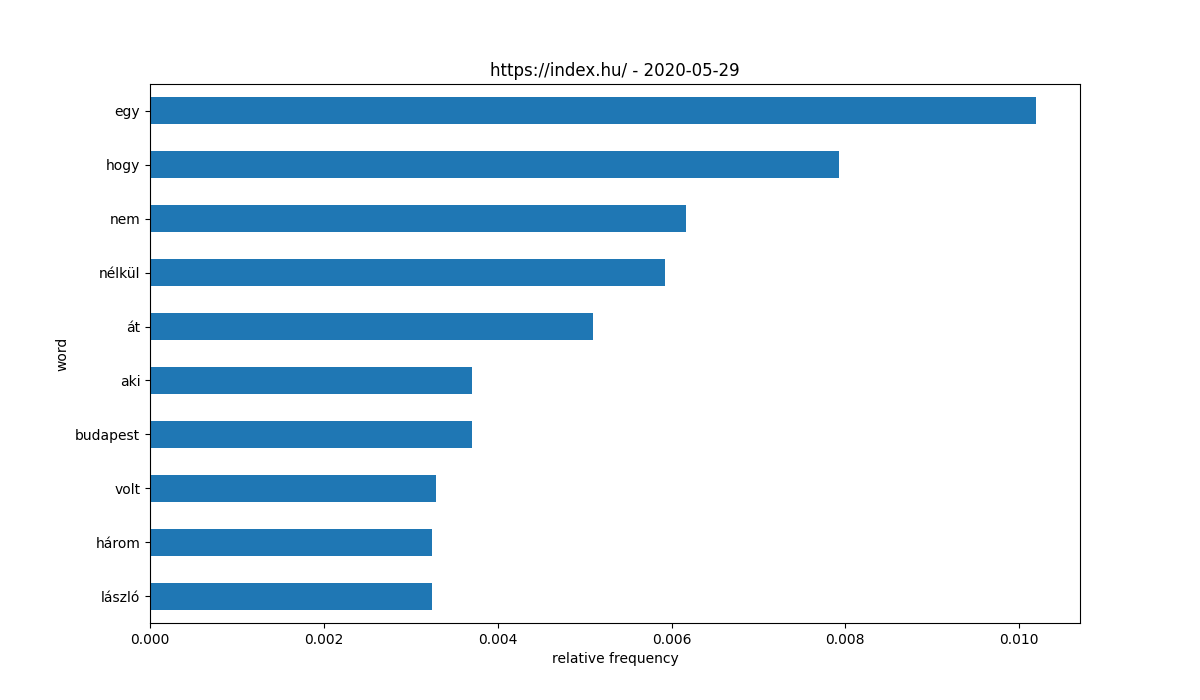 https://index.hu/ - 2020-05-29
egy
hogy
nem
nélkül
át
aki
budapest
volt
három
lászló
word
0.000 0.002 0.004 0.006 0.008 0.010
relative frequency